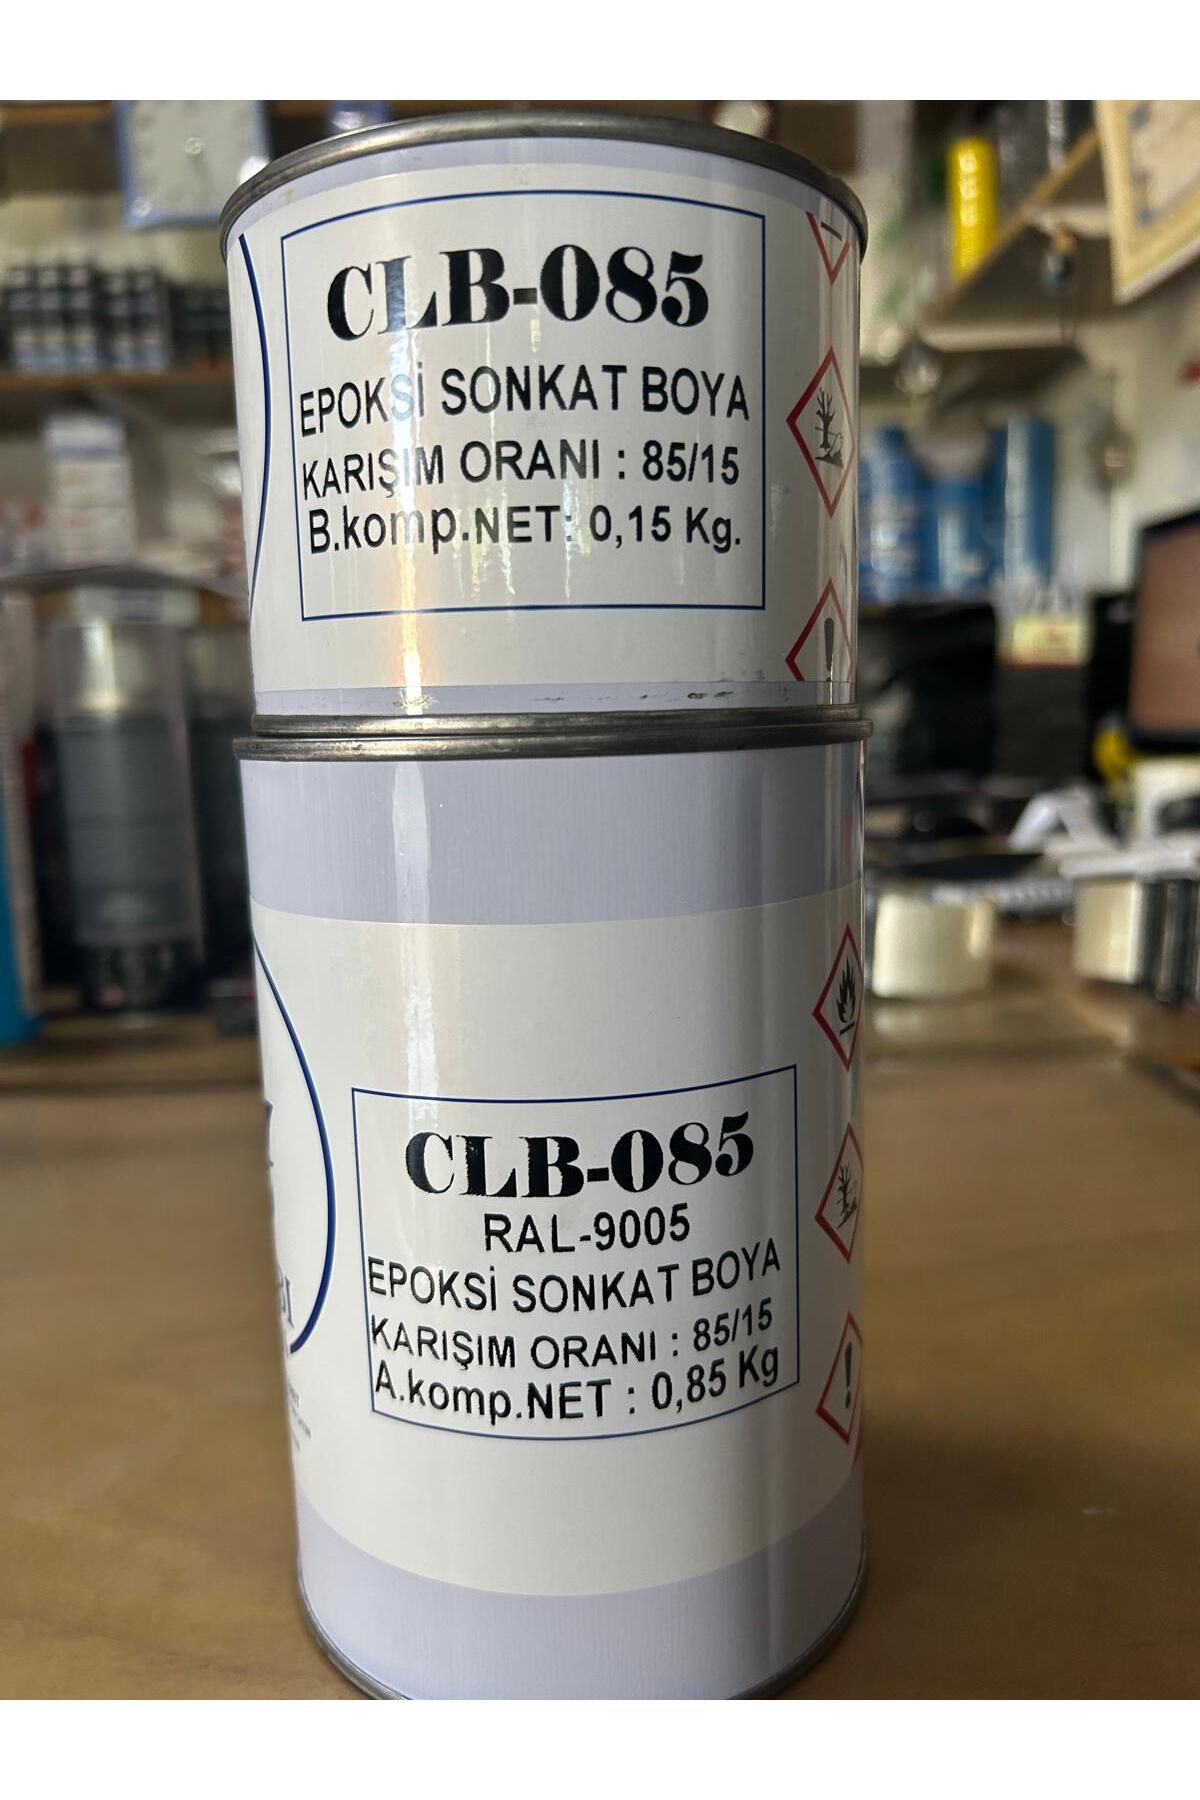 CLB-085
EPOKSİ SONKAT BOYA
KARIŞIM ORANI : 85/15
B.komp.NET: 0,15 Kg.
CLB-085
RAL-9005
EPOKSİ SONKAT BOYA
KARIŞIM ORANI : 85/15
A.komp.NET : 0,85 Kg